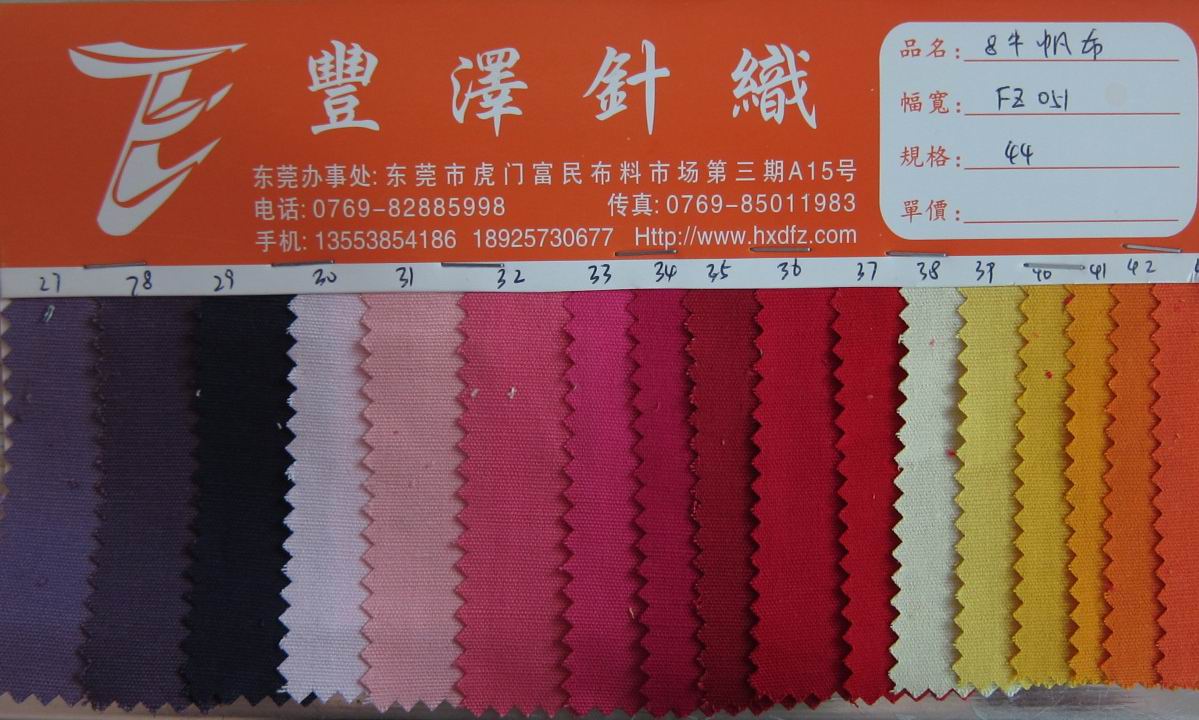 豐澤針織
东莞办事处: 东莞市虎门富民布料市场第三期A15号
电话: 0769-82885998 传真: 0769-85011983
手机: 13553854186 18925730677 Http://www.hxdfz.com
品名: 8牛帆布
幅寬: FZ 051
規格: 44
單價:
27 28 29 30 31 32 33 34 35 36 37 38 39 40 41 42